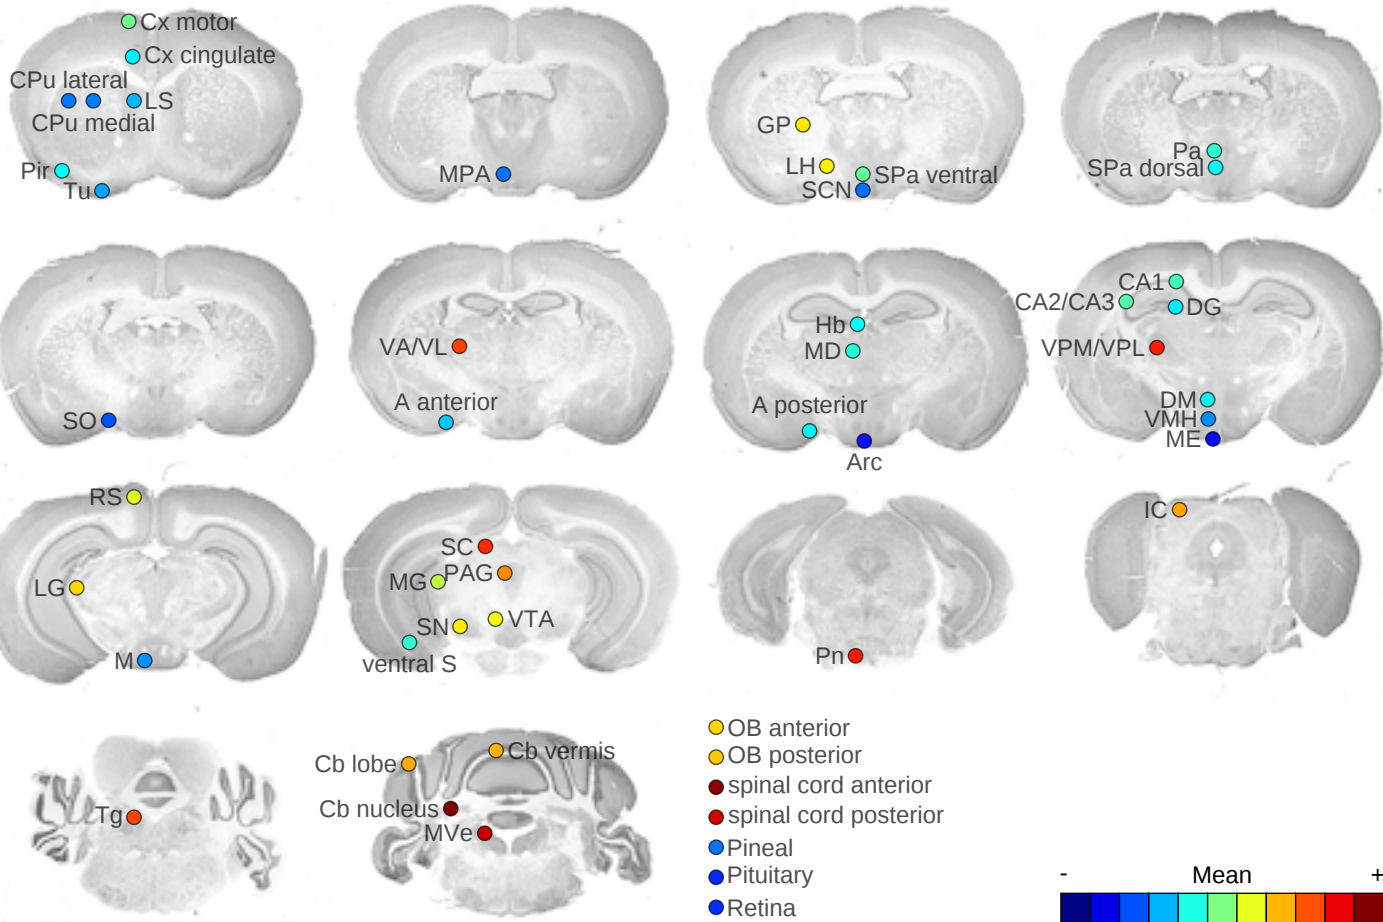 Cx motor
Cx cingulate
CPu lateral
LS
CPu medial
Pir
Tu
MPA
GP
LH
SPa ventral
SCN
Pa
SPa dorsal
SO
VA/VL
A anterior
Hb
MD
A posterior
Arc
CA1
CA2/CA3
DG
VPM/VPL
DM
VMH
ME
RS
LG
M
SC
PAG
MG
SN
VTA
ventral S
Pn
IC
Tg
Cb lobe
Cb vermis
Cb nucleus
MVe
OB anterior
OB posterior
spinal cord anterior
spinal cord posterior
Pineal
Pituitary
Retina
- Mean +